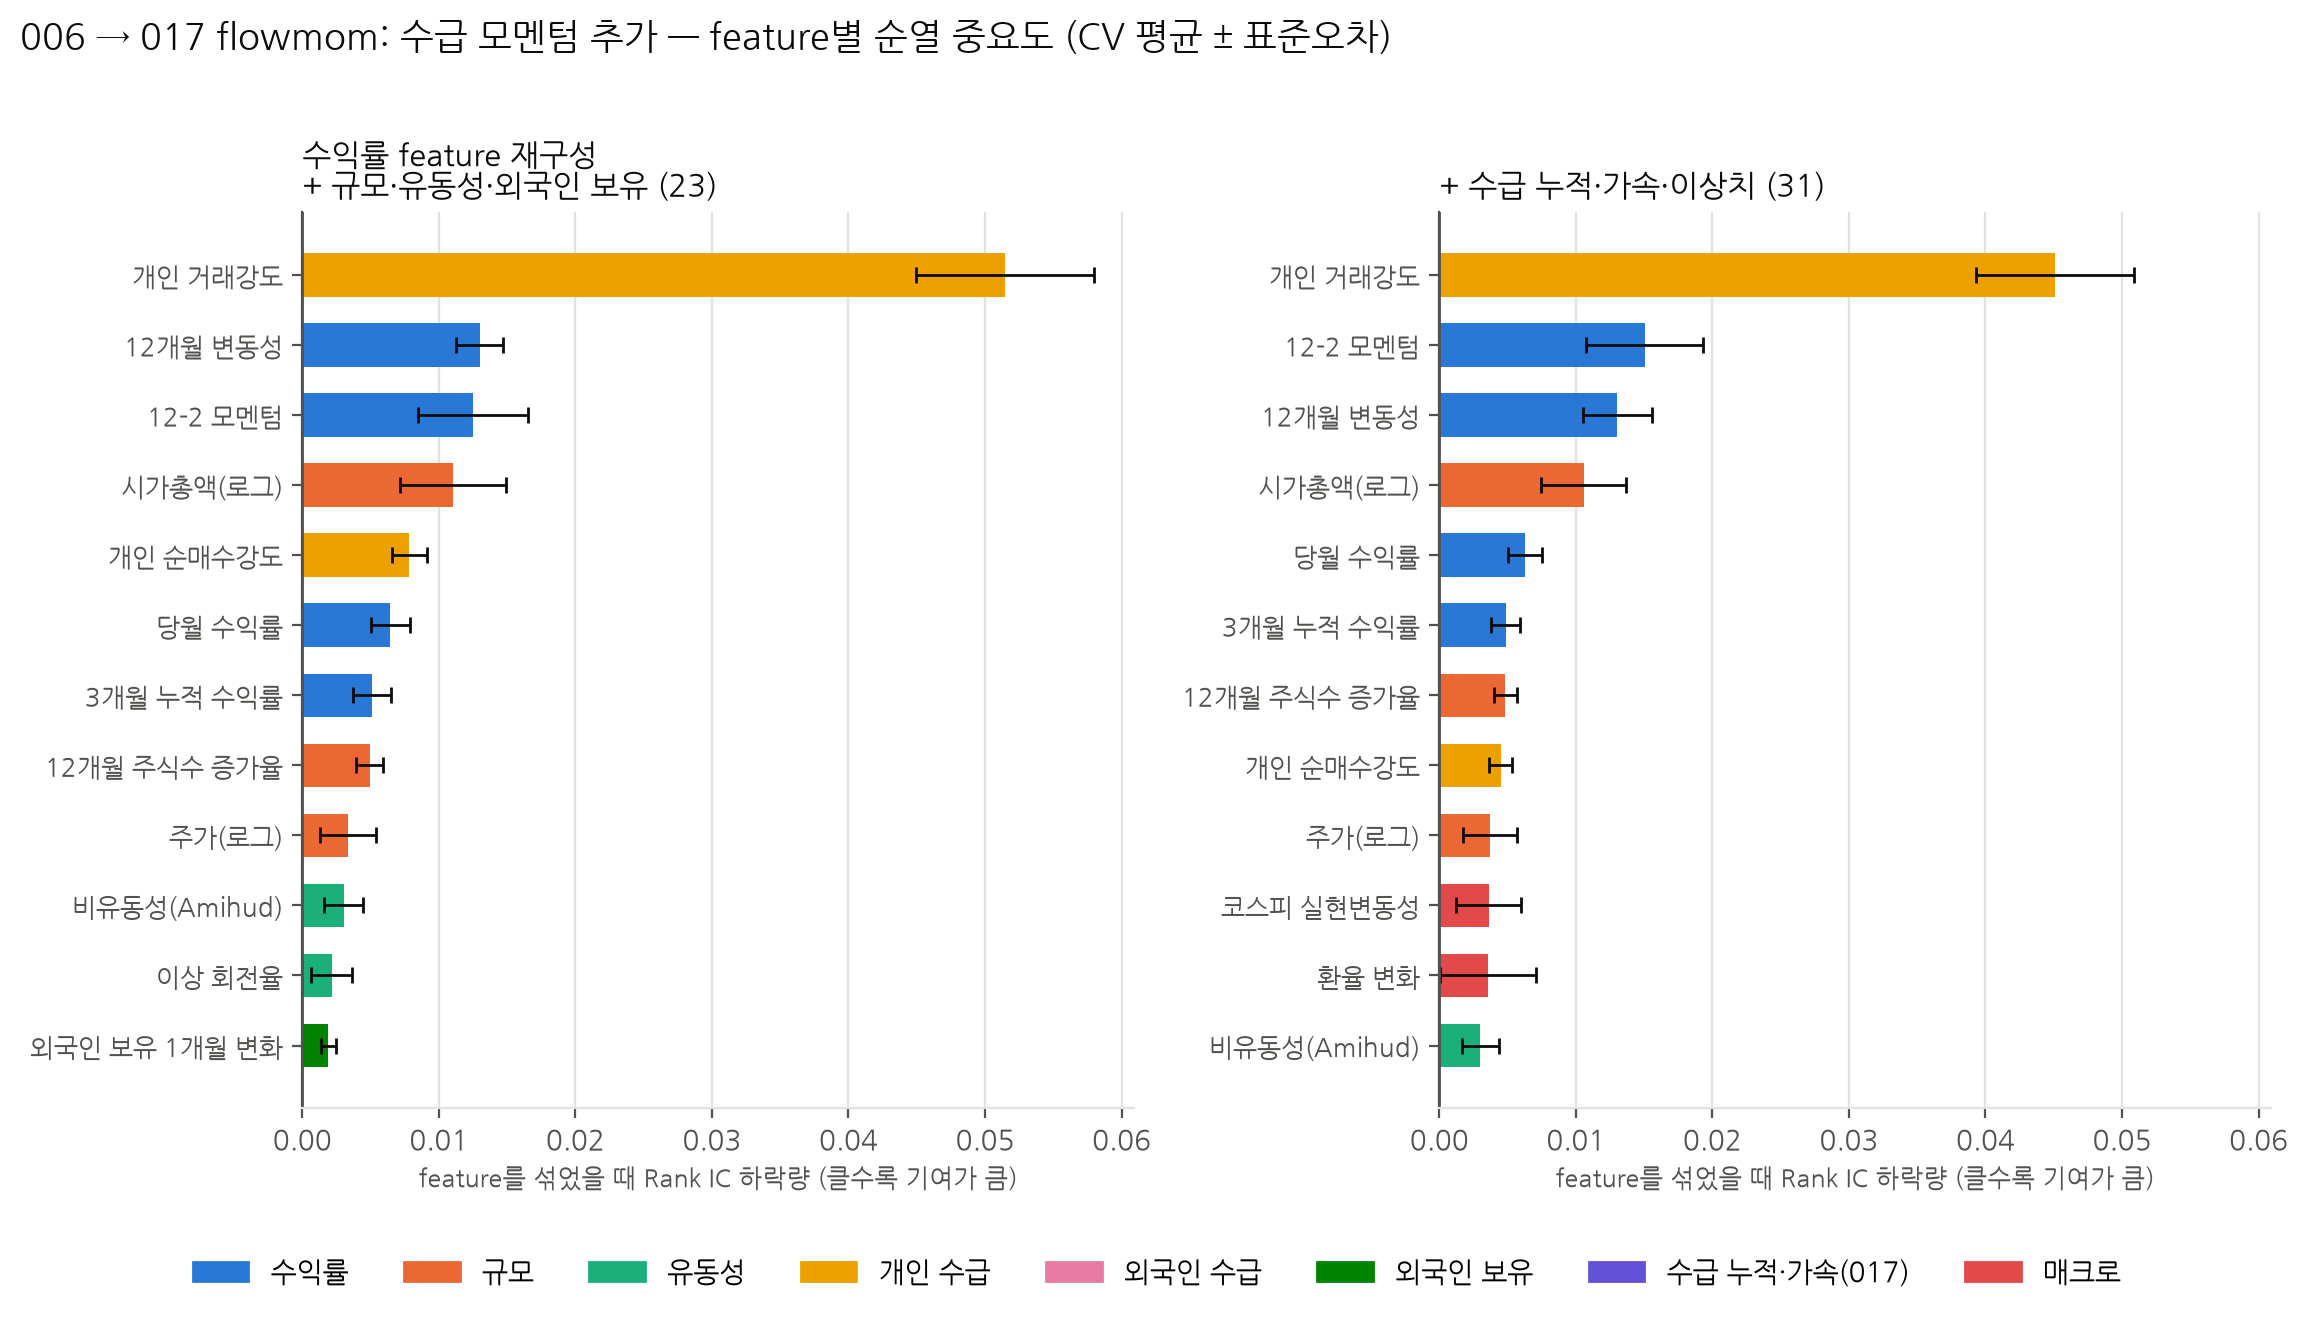 006 → 017 flowmom: 수급 모멘텀 추가 — feature별 순열 중요도 (CV 평균 ± 표준오차)
수익률 feature 재구성
+ 규모·유동성·외국인 보유 (23)
개인 거래강도
12개월 변동성
12-2 모멘텀
시가총액(로그)
개인 순매수강도
당월 수익률
3개월 누적 수익률
12개월 주식수 증가율
주가(로그)
비유동성(Amihud)
이상 회전율
외국인 보유 1개월 변화
0.00 0.01 0.02 0.03 0.04 0.05 0.06
feature를 섞었을 때 Rank IC 하락량 (클수록 기여가 큼)
+ 수급 누적·가속·이상치 (31)
개인 거래강도
12-2 모멘텀
12개월 변동성
시가총액(로그)
당월 수익률
3개월 누적 수익률
12개월 주식수 증가율
개인 순매수강도
주가(로그)
코스피 실현변동성
환율 변화
비유동성(Amihud)
0.00 0.01 0.02 0.03 0.04 0.05 0.06
feature를 섞었을 때 Rank IC 하락량 (클수록 기여가 큼)
수익률 규모 유동성 개인 수급 외국인 수급 외국인 보유 수급 누적·가속(017) 매크로